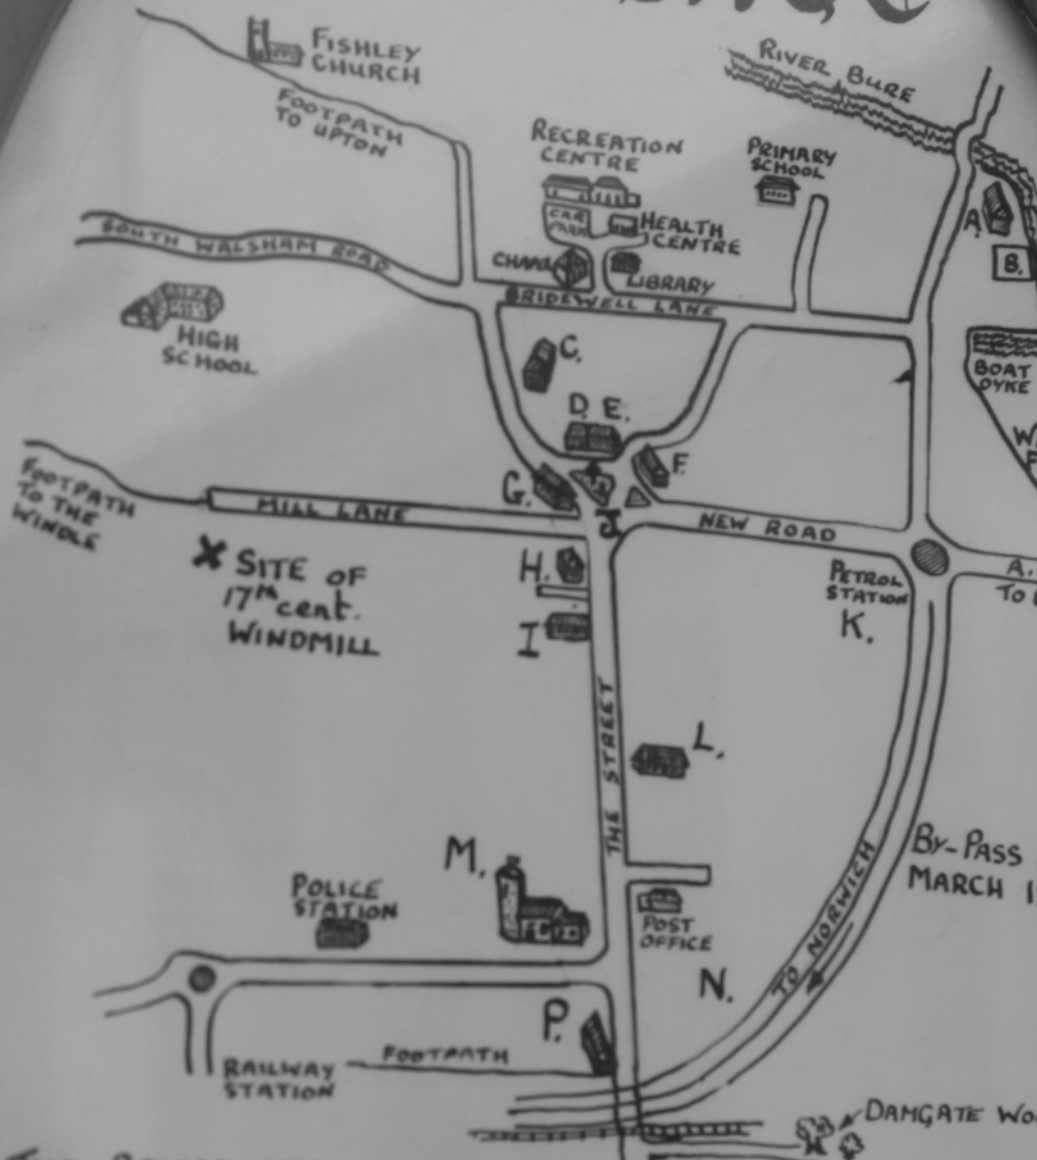 FISHLEY
CHURCH
RIVER BURE
FOOTPATH
TO UPTON
RECREATION
CENTRE
PRIMARY
SCHOOL
CAR
PARK
HEALTH
CENTRE
A.
B.
SOUTH WALSHAM ROAD
CHAPEL
LIBRARY
BRIDEWELL LANE
HIGH
SCHOOL
C.
BOAT
DYKE
D. E.
F.
G.
FOOTPATH
TO THE
WINDLE
MILL LANE
J
NEW ROAD
X SITE OF
17TH cent.
WINDMILL
H.
I
PETROL
STATION
K.
A.
TO
THE STREET
L.
M.
BY-PASS
MARCH
POLICE
STATION
POST
OFFICE
TO NORWICH
N.
P.
FOOTPATH
RAILWAY
STATION
DAMGATE